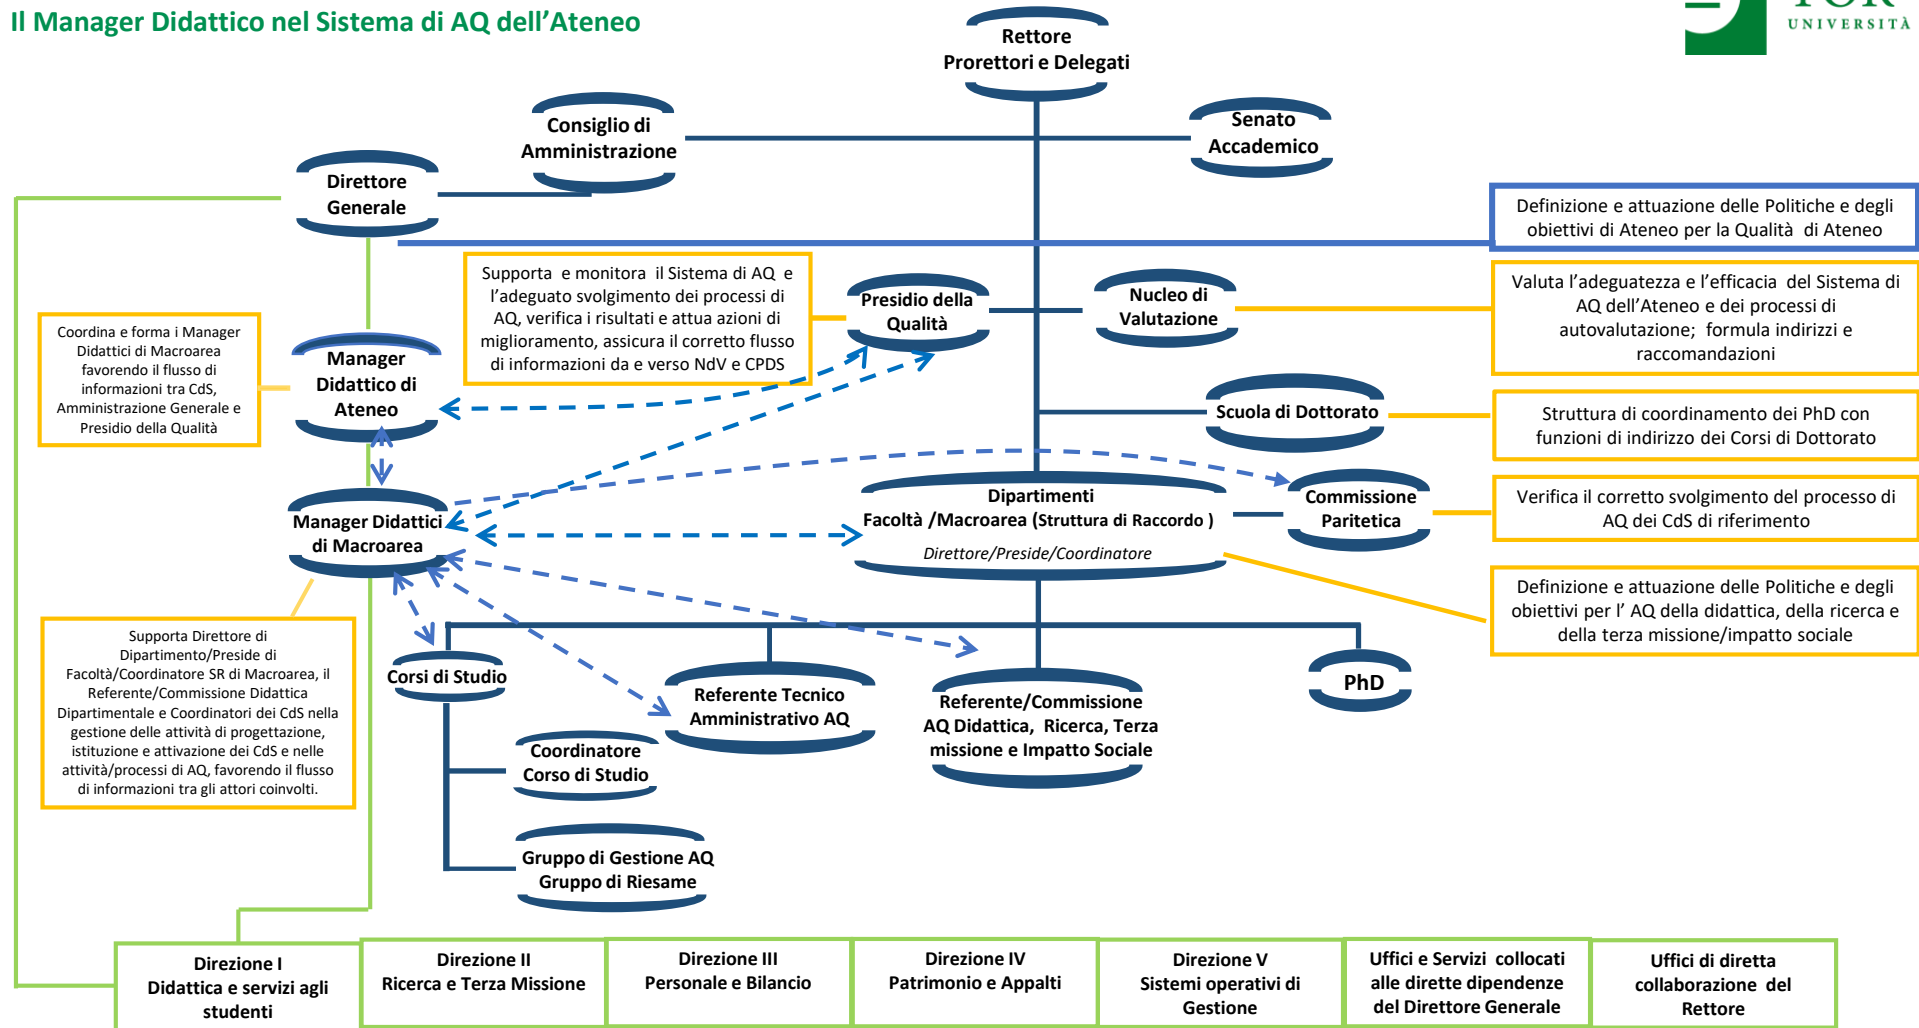 Il Manager Didattico nel Sistema di AQ dell’Ateneo
UNIVERSITÀ
Rettore
Prorettori e Delegati
Consiglio di
Amministrazione
Senato
Accademico
Direttore
Generale
Definizione e attuazione delle Politiche e degli
obiettivi di Ateneo per la Qualità di Ateneo
Supporta e monitora il Sistema di AQ e
l’adeguato svolgimento dei processi di
AQ, verifica i risultati e attua azioni di
miglioramento, assicura il corretto flusso
di informazioni da e verso NdV e CPDS
Presidio della
Qualità
Nucleo di
Valutazione
Valuta l’adeguatezza e l’efficacia del Sistema di
AQ dell’Ateneo e dei processi di
autovalutazione; formula indirizzi e
raccomandazioni
Coordina e forma i Manager
Didattici di Macroarea
favorendo il flusso di
informazioni tra CdS,
Amministrazione Generale e
Presidio della Qualità
Manager
Didattico di
Ateneo
Scuola di Dottorato
Struttura di coordinamento dei PhD con
funzioni di indirizzo dei Corsi di Dottorato
Manager Didattici
di Macroarea
Dipartimenti
Facoltà /Macroarea (Struttura di Raccordo )
Direttore/Preside/Coordinatore
Commissione
Paritetica
Verifica il corretto svolgimento del processo di
AQ dei CdS di riferimento
Definizione e attuazione delle Politiche e degli
obiettivi per l’ AQ della didattica, della ricerca e
della terza missione/impatto sociale
Supporta Direttore di
Dipartimento/Preside di
Facoltà/Coordinatore SR di Macroarea, il
Referente/Commissione Didattica
Dipartimentale e Coordinatori dei CdS nella
gestione delle attività di progettazione,
istituzione e attivazione dei CdS e nelle
attività/processi di AQ, favorendo il flusso
di informazioni tra gli attori coinvolti.
Corsi di Studio
Referente Tecnico
Amministrativo AQ
Referente/Commissione
AQ Didattica, Ricerca, Terza
missione e Impatto Sociale
PhD
Coordinatore
Corso di Studio
Gruppo di Gestione AQ
Gruppo di Riesame
Direzione I
Didattica e servizi agli
studenti
Direzione II
Ricerca e Terza Missione
Direzione III
Personale e Bilancio
Direzione IV
Patrimonio e Appalti
Direzione V
Sistemi operativi di
Gestione
Uffici e Servizi collocati
alle dirette dipendenze
del Direttore Generale
Uffici di diretta
collaborazione del
Rettore